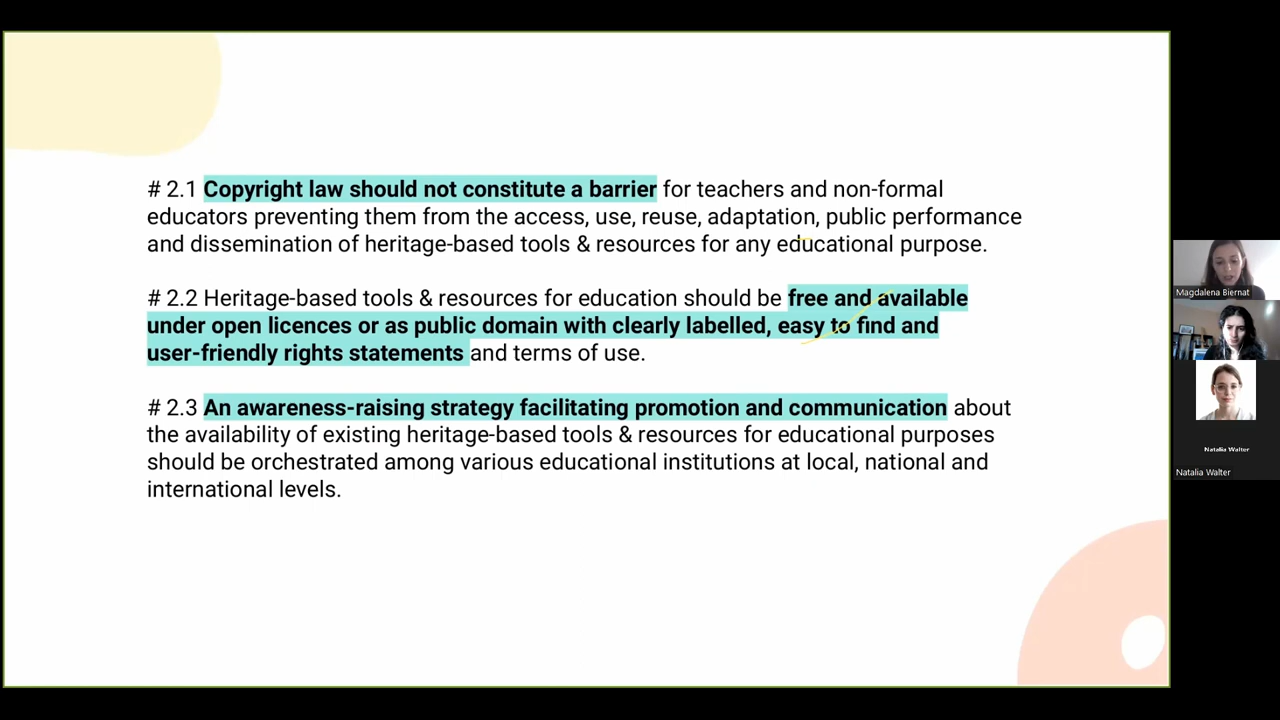 # 2.1 Copyright law should not constitute a barrier for teachers and non-formal
educators preventing them from the access, use, reuse, adaptation, public performance
and dissemination of heritage-based tools & resources for any educational purpose.
# 2.2 Heritage-based tools & resources for education should be free and available
under open licences or as public domain with clearly labelled, easy to find and
user-friendly rights statements and terms of use.
# 2.3 An awareness-raising strategy facilitating promotion and communication about
the availability of existing heritage-based tools & resources for educational purposes
should be orchestrated among various educational institutions at local, national and
international levels.
Magdalena Biernat
Natalia Walter
Natalia Walter